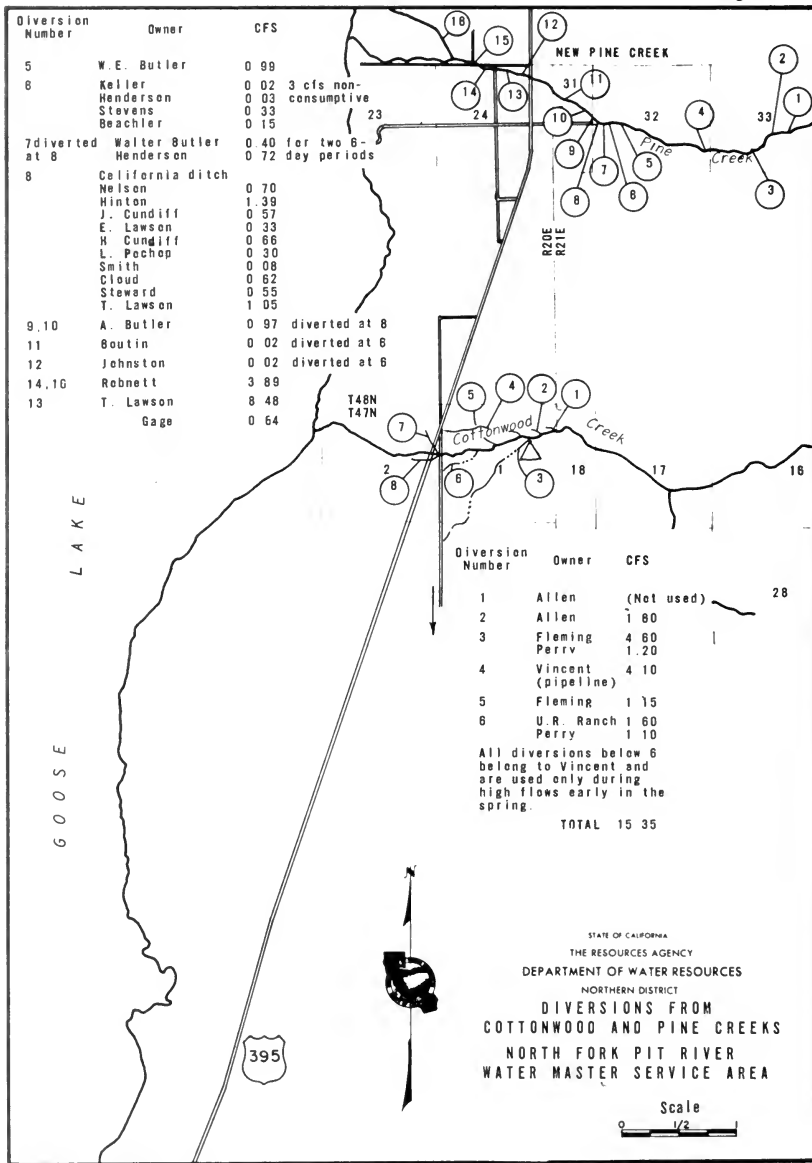 Diversion Number Owner CFS
5 W.E. Butler 0 99
6 Keller 0 02 3 cfs non-
Henderson 0 03 consumptive
Stevens 0 33
Beachler 0 15
7diverted Walter Butler 0.40 for two 6-
at 8 Henderson 0 72 day periods
8 California ditch
Nelson 0 70
Hinton 1.39
J. Cundiff 0 57
E. Lawson 0 33
H Cundiff 0 66
L. Pochop 0 30
Smith 0 08
Cloud 0 62
Steward 0 55
T. Lawson 1 05
9,10 A. Butler 0 97 diverted at 8
11 Boutin 0 02 diverted at 6
12 Johnston 0 02 diverted at 6
14,16 Robnett 3 89
13 T. Lawson 8 48
Gage 0 64
16
15
12
NEW PINE CREEK
2
1
14
13
31
11
32
33
23
24
10
9
8
7
6
5
4
3
Pine Creek
R20E
R21E
T48N
T47N
7
5
4
2
1
Cottonwood Creek
2
8
6
1
3
18
17
16
28
Diversion Number Owner CFS
1 Allen (Not used)
2 Allen 1 80
3 Fleming 4 60
Perry 1.20
4 Vincent 4 10
(pipeline)
5 Fleming 1 15
6 U.R. Ranch 1 60
Perry 1 10
All diversions below 6
belong to Vincent and
are used only during
high flows early in the
spring.
TOTAL 15 35
GOOSE LAKE
395
N
STATE OF CALIFORNIA
THE RESOURCES AGENCY
DEPARTMENT OF WATER RESOURCES
NORTHERN DISTRICT
DIVERSIONS FROM
COTTONWOOD AND PINE CREEKS
NORTH FORK PIT RIVER
WATER MASTER SERVICE AREA
Scale
0 1/2 1